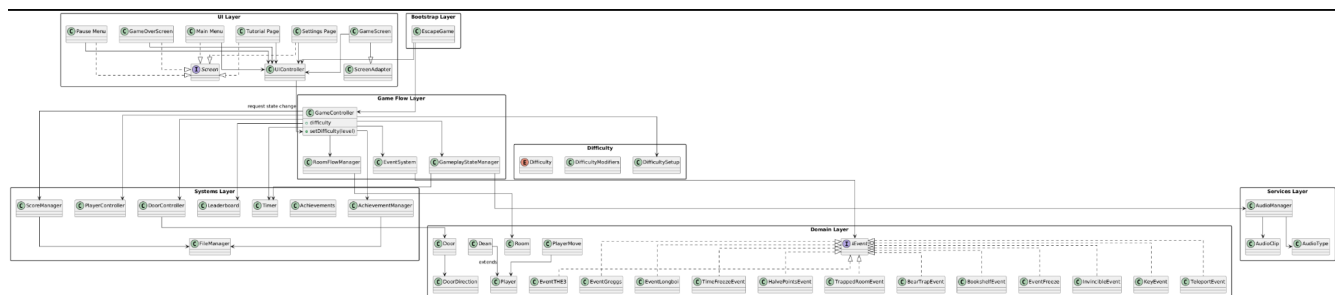 UI Layer
Bootstrap Layer
Pause Menu
GameOverScreen
Main Menu
Tutorial Page
Settings Page
GameScreen
EscapeGame
Screen
UIController
ScreenAdapter
request state change
Game Flow Layer
GameController
difficulty
setDifficulty(level)
RoomFlowManager
EventSystem
GameplayStateManager
Difficulty
Difficulty
DifficultyModifiers
DifficultySetup
Systems Layer
ScoreManager
PlayerController
DoorController
Leaderboard
Timer
Achievements
AchievementManager
FileManager
Services Layer
AudioManager
AudioClip
AudioType
Domain Layer
Door
Dean
Room
PlayerMove
iEvent
extends
DoorDirection
Player
EventTHE3
EventGreggs
EventLongboi
TimeFreezeEvent
HalvePointsEvent
TrappedRoomEvent
BearTrapEvent
BookshelfEvent
EventFreeze
InvincibleEvent
KeyEvent
TeleportEvent